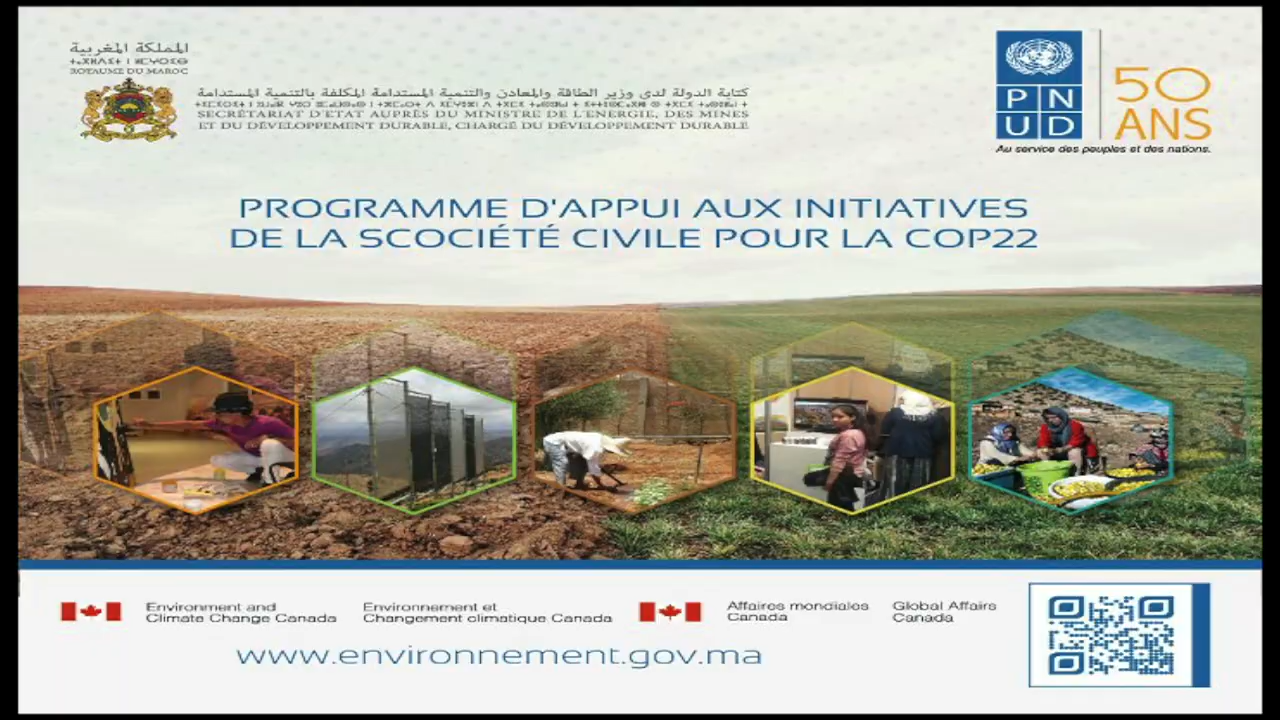 المملكة المغربية
ⵜⴰⴳⵍⴷⵉⵜ ⵏ ⵍⵎⵖⵔⵉⴱ
ROYAUME DU MAROC
كتابة الدولة لدى وزير الطاقة والمعادن والتنمية المستدامة المكلفة بالتنمية المستدامة
SECRÉTARIAT D'ETAT AUPRÈS DU MINISTRE DE L'ENERGIE, DES MINES
ET DU DÉVELOPPEMENT DURABLE, CHARGÉ DU DÉVELOPPEMENT DURABLE
PN
UD
50
ANS
Au service des peuples et des nations.
PROGRAMME D'APPUI AUX INITIATIVES
DE LA SCOCIÉTÉ CIVILE POUR LA COP22
Environment and
Climate Change Canada
Environnement et
Changement climatique Canada
Affaires mondiales
Canada
Global Affairs
Canada
www.environnement.gov.ma